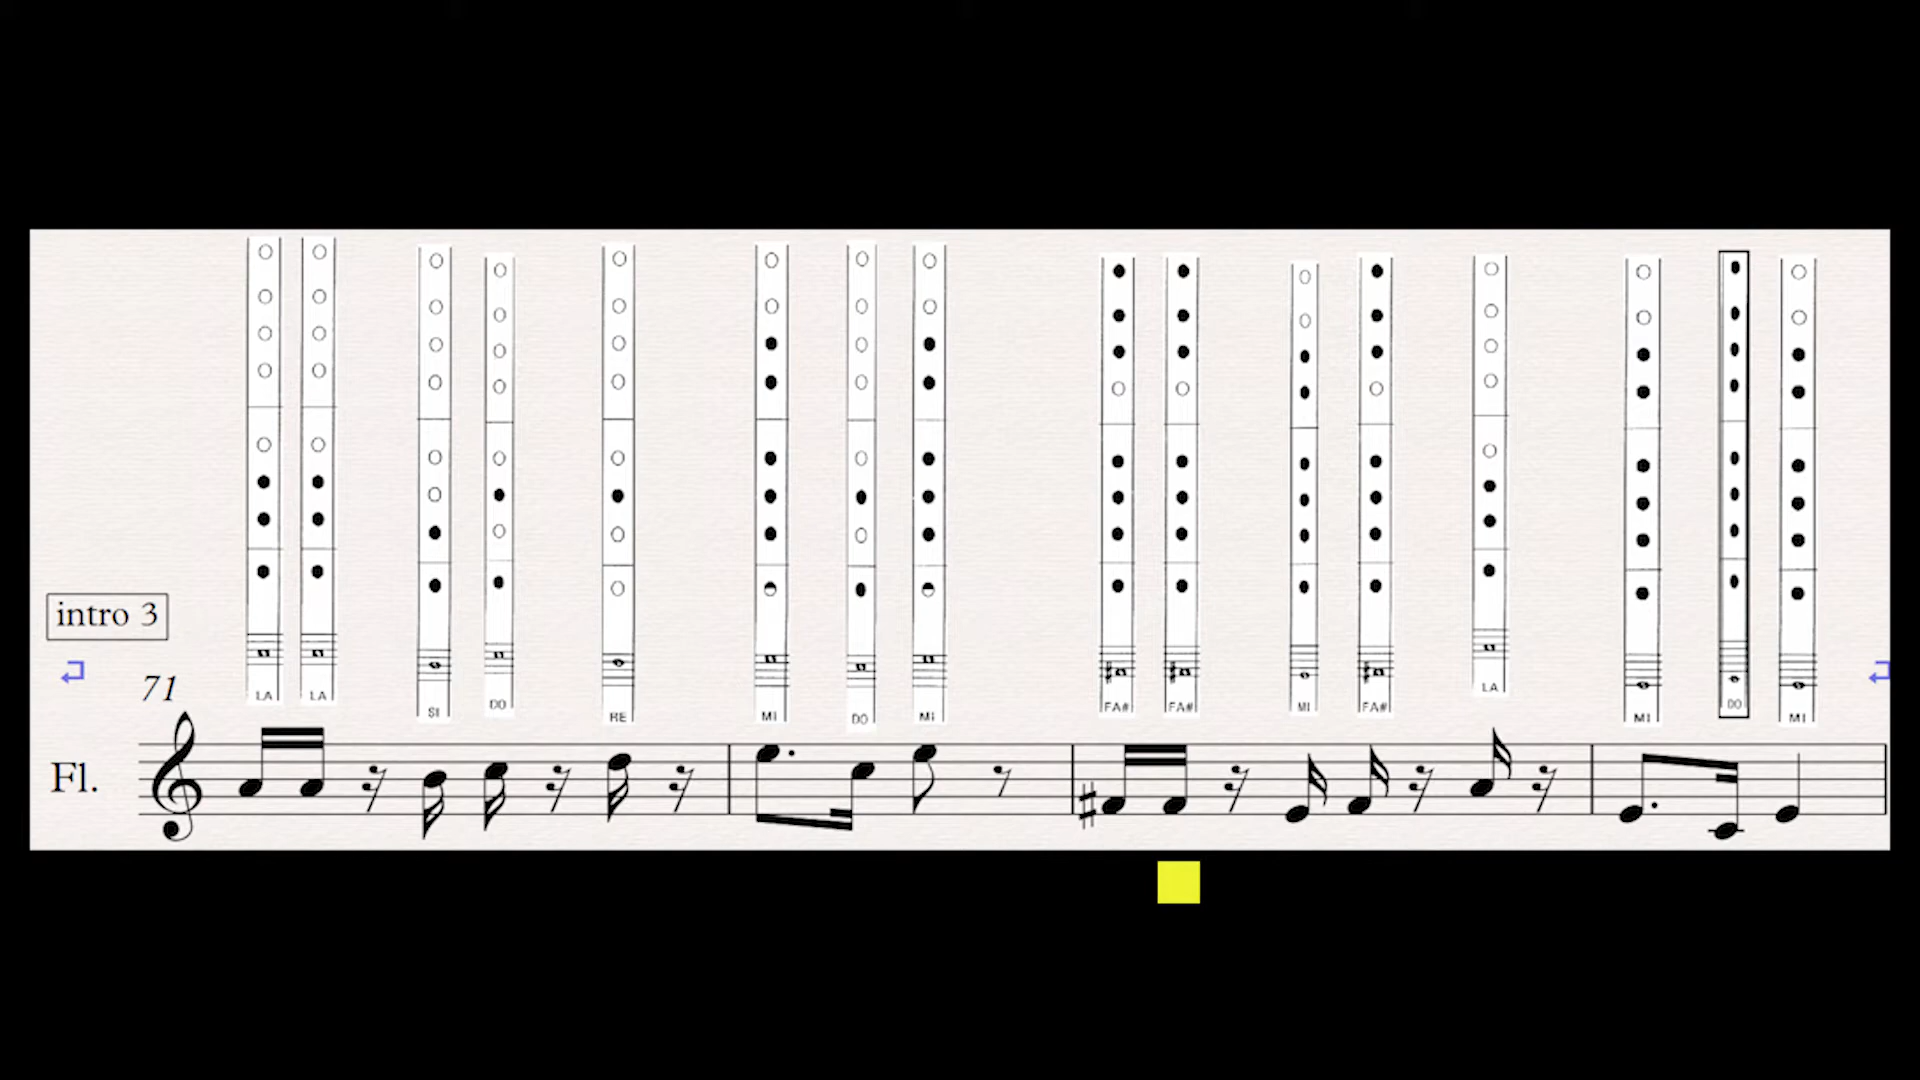 intro 3
71
LA LA SI DO RE MI DO MI FA# FA# MI FA# LA MI DO MI
Fl.